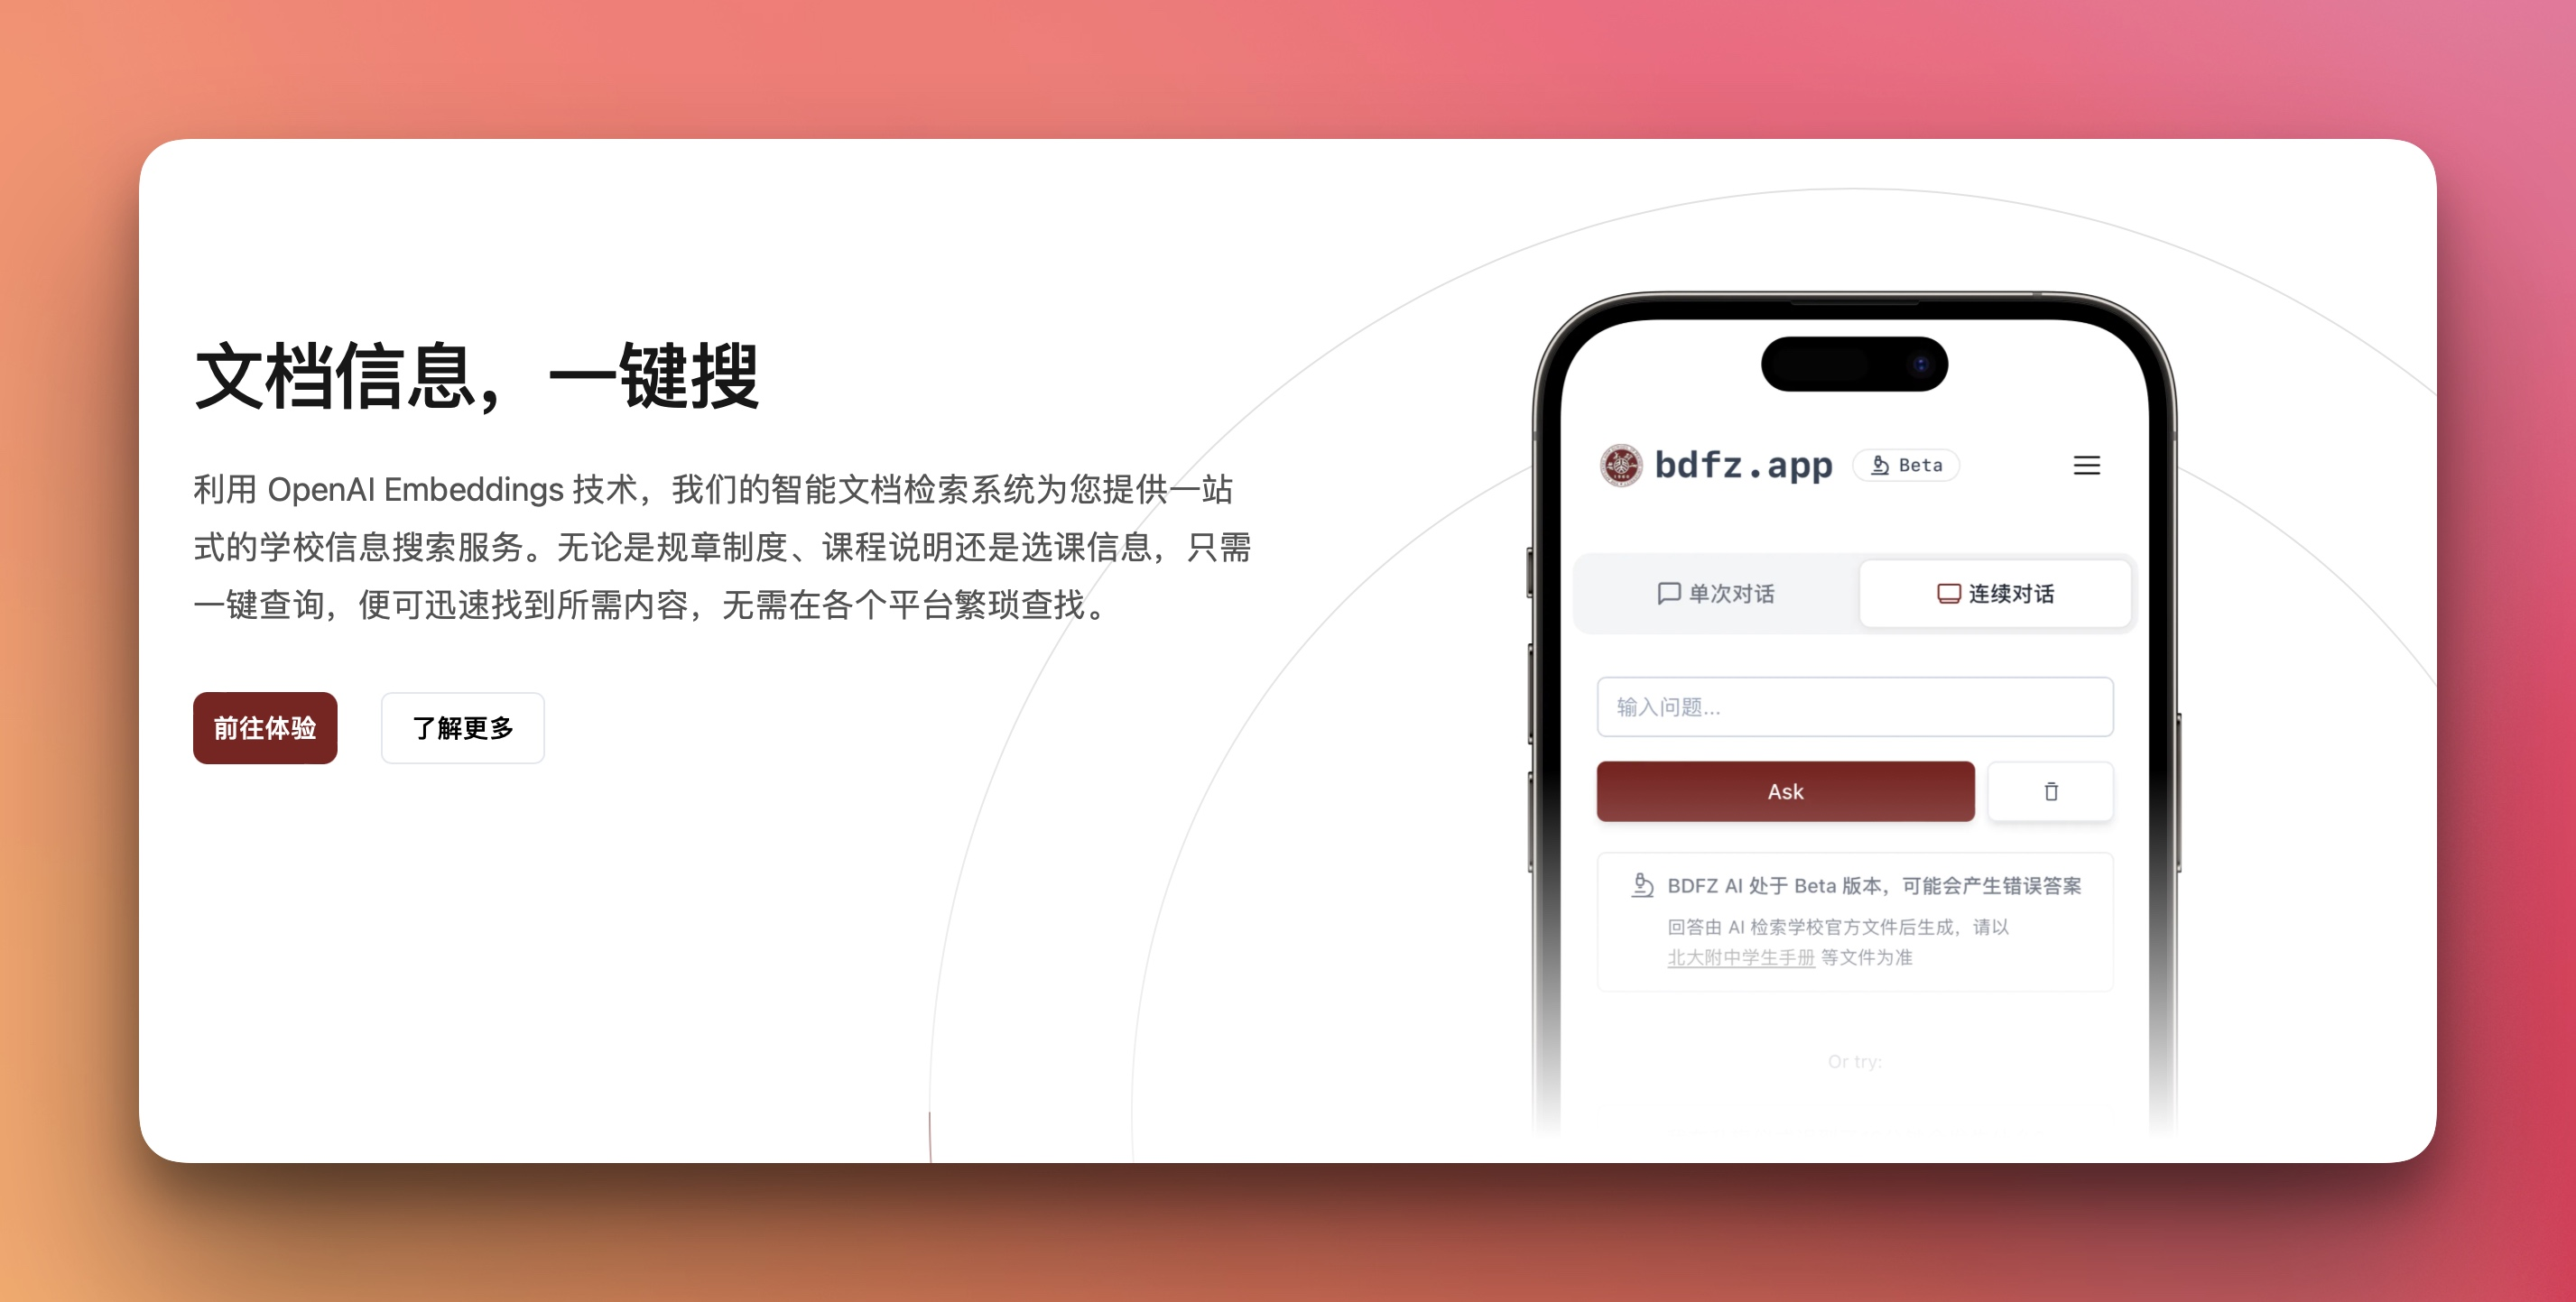 文档信息，一键搜
利用 OpenAI Embeddings 技术，我们的智能文档检索系统为您提供一站
式的学校信息搜索服务。无论是规章制度、课程说明还是选课信息，只需
一键查询，便可迅速找到所需内容，无需在各个平台繁琐查找。
前往体验
了解更多
bdfz.app
Beta
单次对话
连续对话
输入问题...
Ask
BDFZ AI 处于 Beta 版本，可能会产生错误答案
回答由 AI 检索学校官方文件后生成，请以
北大附中学生手册 等文件为准
Or try: